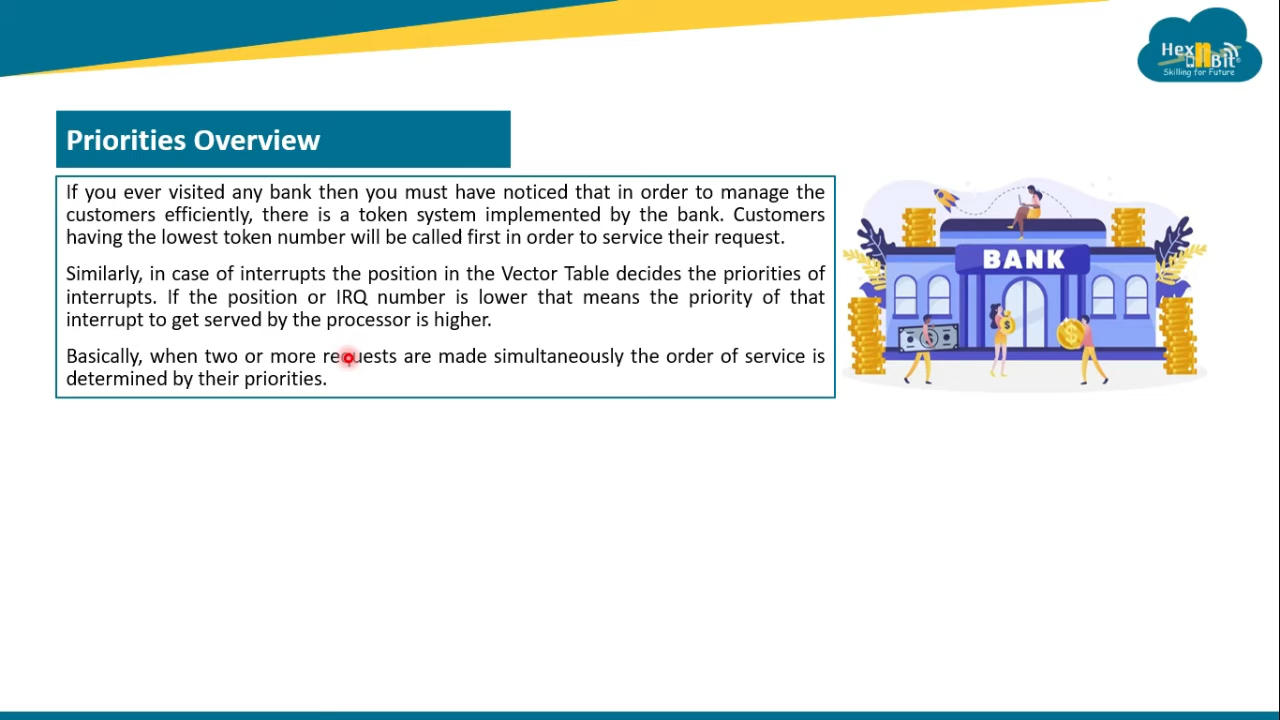 Hex n Bit
Skilling for Future
Priorities Overview
If you ever visited any bank then you must have noticed that in order to manage the
customers efficiently, there is a token system implemented by the bank. Customers
having the lowest token number will be called first in order to service their request.
Similarly, in case of interrupts the position in the Vector Table decides the priorities of
interrupts. If the position or IRQ number is lower that means the priority of that
interrupt to get served by the processor is higher.
Basically, when two or more requests are made simultaneously the order of service is
determined by their priorities.
BANK